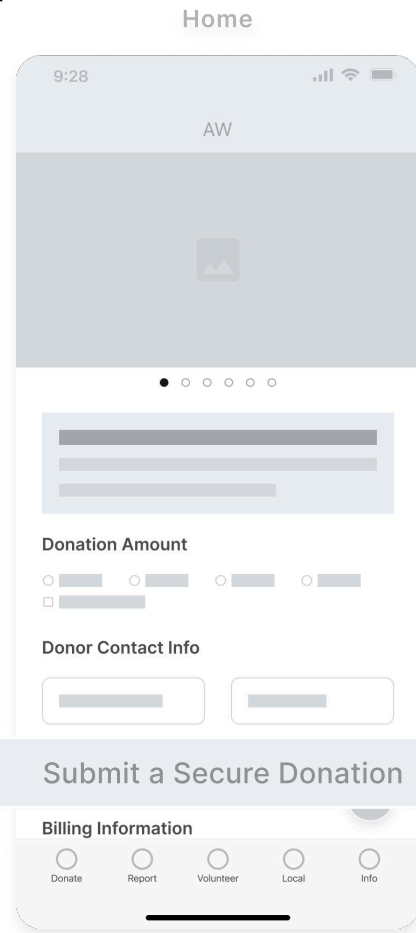 Home
9:28
AW
Donation Amount
Donor Contact Info
Submit a Secure Donation
Billing Information
Donate Report Volunteer Local Info